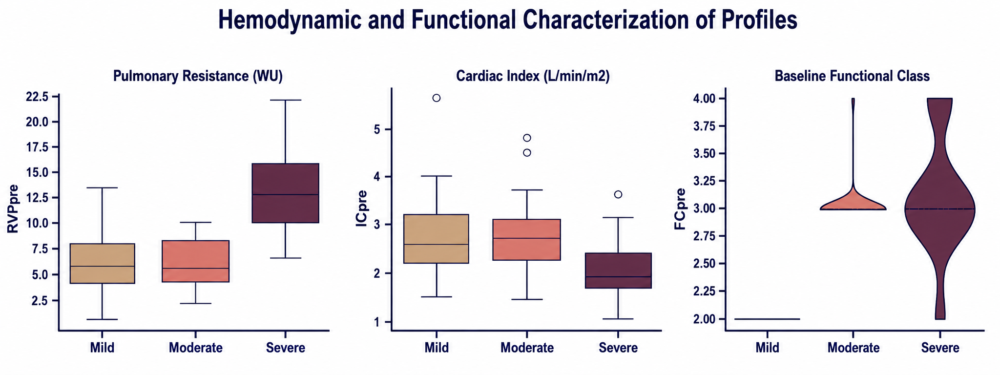 Hemodynamic and Functional Characterization of Profiles
Pulmonary Resistance (WU)
RVPpre
22.5
20.0
17.5
15.0
12.5
10.0
7.5
5.0
2.5
Mild Moderate Severe
Cardiac Index (L/min/m2)
ICpre
5
4
3
2
1
Mild Moderate Severe
Baseline Functional Class
FCpre
4.00
3.75
3.50
3.25
3.00
2.75
2.50
2.25
2.00
Mild Moderate Severe